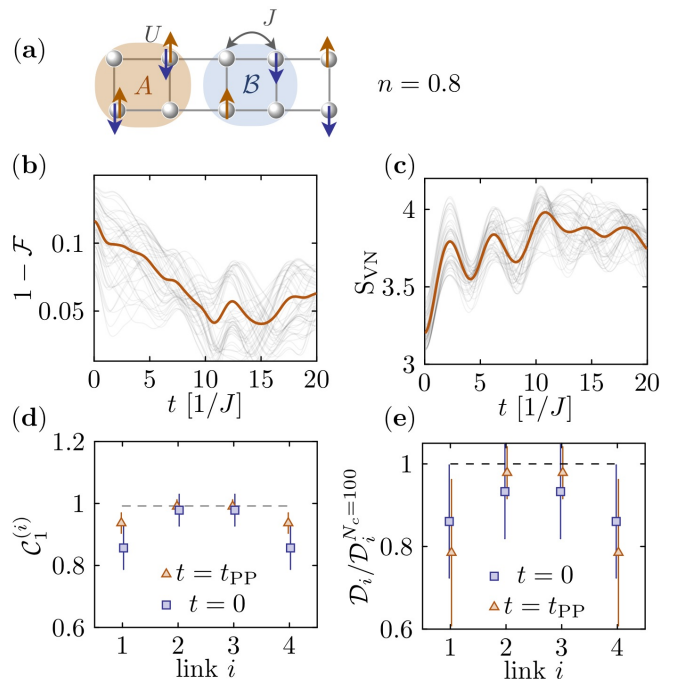 (a)
U
J
A
B
n = 0.8
(b)
1 − F
0.1
0.05
0
5
10
15
20
t [1/J]
(c)
S_VN
4
3.5
3
0
5
10
15
20
t [1/J]
(d)
C_1^(i)
1.2
1
0.8
0.6
t = t_PP
t = 0
1
2
3
4
link i
(e)
D_i/D_i^{N_c=100}
1
0.8
0.6
t = 0
t = t_PP
1
2
3
4
link i